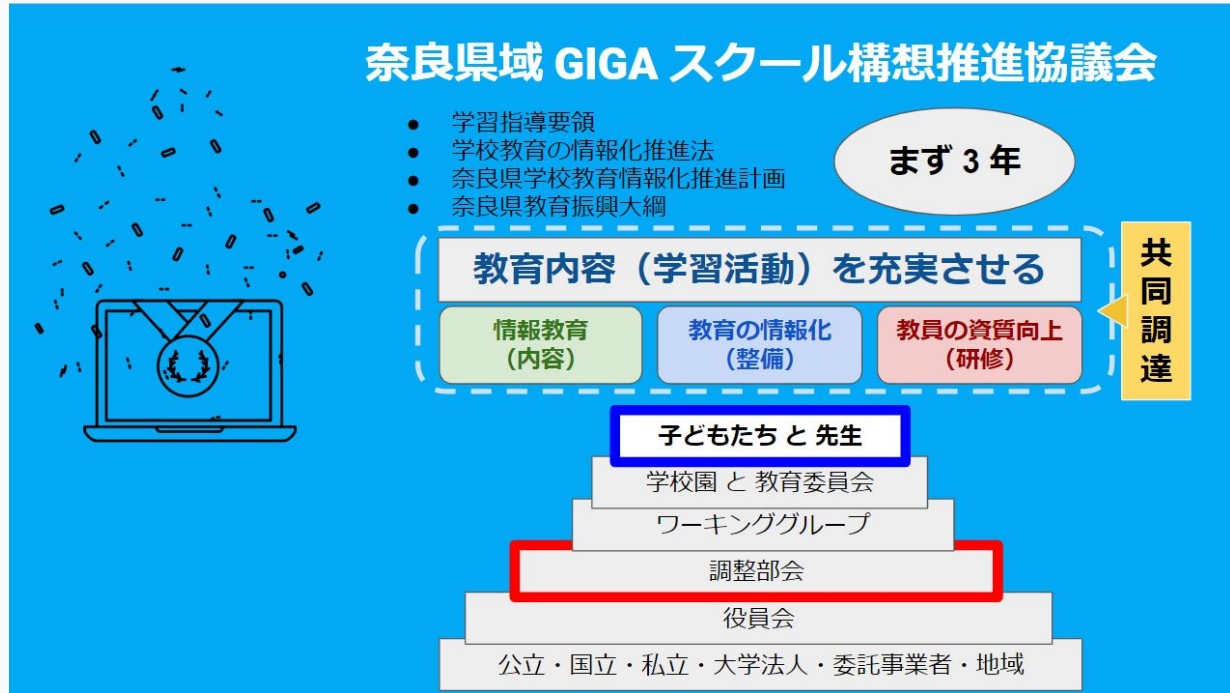 奈良県域 GIGA スクール構想推進協議会
● 学習指導要領
● 学校教育の情報化推進法
● 奈良県学校教育情報化推進計画
● 奈良県教育振興大綱
まず 3 年
教育内容(学習活動)を充実させる
情報教育
(内容)
教育の情報化
(整備)
教員の資質向上
(研修)
共同調達
子どもたち と 先生
学校園 と 教育委員会
ワーキンググループ
調整部会
役員会
公立・国立・私立・大学法人・委託事業者・地域